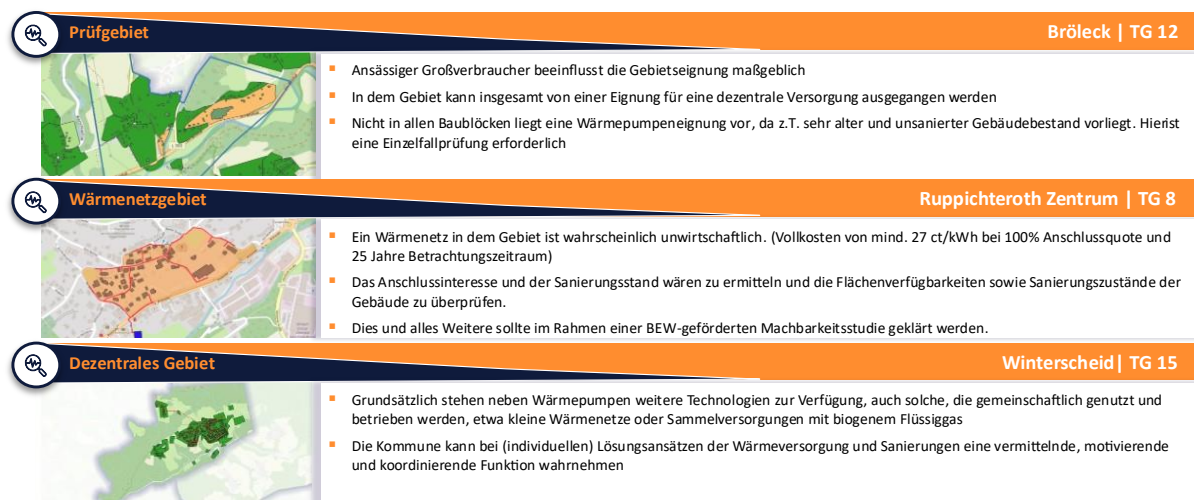 Prüfgebiet
Bröleck | TG 12
▪ Ansässiger Großverbraucher beeinflusst die Gebietseignung maßgeblich
▪ In dem Gebiet kann insgesamt von einer Eignung für eine dezentrale Versorgung ausgegangen werden
▪ Nicht in allen Baublöcken liegt eine Wärmepumpeneignung vor, da z.T. sehr alter und unsanierter Gebäudebestand vorliegt. Hierist
eine Einzelfallprüfung erforderlich
Wärmenetzgebiet
Ruppichteroth Zentrum | TG 8
▪ Ein Wärmenetz in dem Gebiet ist wahrscheinlich unwirtschaftlich. (Vollkosten von mind. 27 ct/kWh bei 100% Anschlussquote und
25 Jahre Betrachtungszeitraum)
▪ Das Anschlussinteresse und der Sanierungsstand wären zu ermitteln und die Flächenverfügbarkeiten sowie Sanierungszustände der
Gebäude zu überprüfen.
▪ Dies und alles Weitere sollte im Rahmen einer BEW-geförderten Machbarkeitsstudie geklärt werden.
Dezentrales Gebiet
Winterscheid| TG 15
▪ Grundsätzlich stehen neben Wärmepumpen weitere Technologien zur Verfügung, auch solche, die gemeinschaftlich genutzt und
betrieben werden, etwa kleine Wärmenetze oder Sammelversorgungen mit biogenem Flüssiggas
▪ Die Kommune kann bei (individuellen) Lösungsansätzen der Wärmeversorgung und Sanierungen eine vermittelnde, motivierende
und koordinierende Funktion wahrnehmen